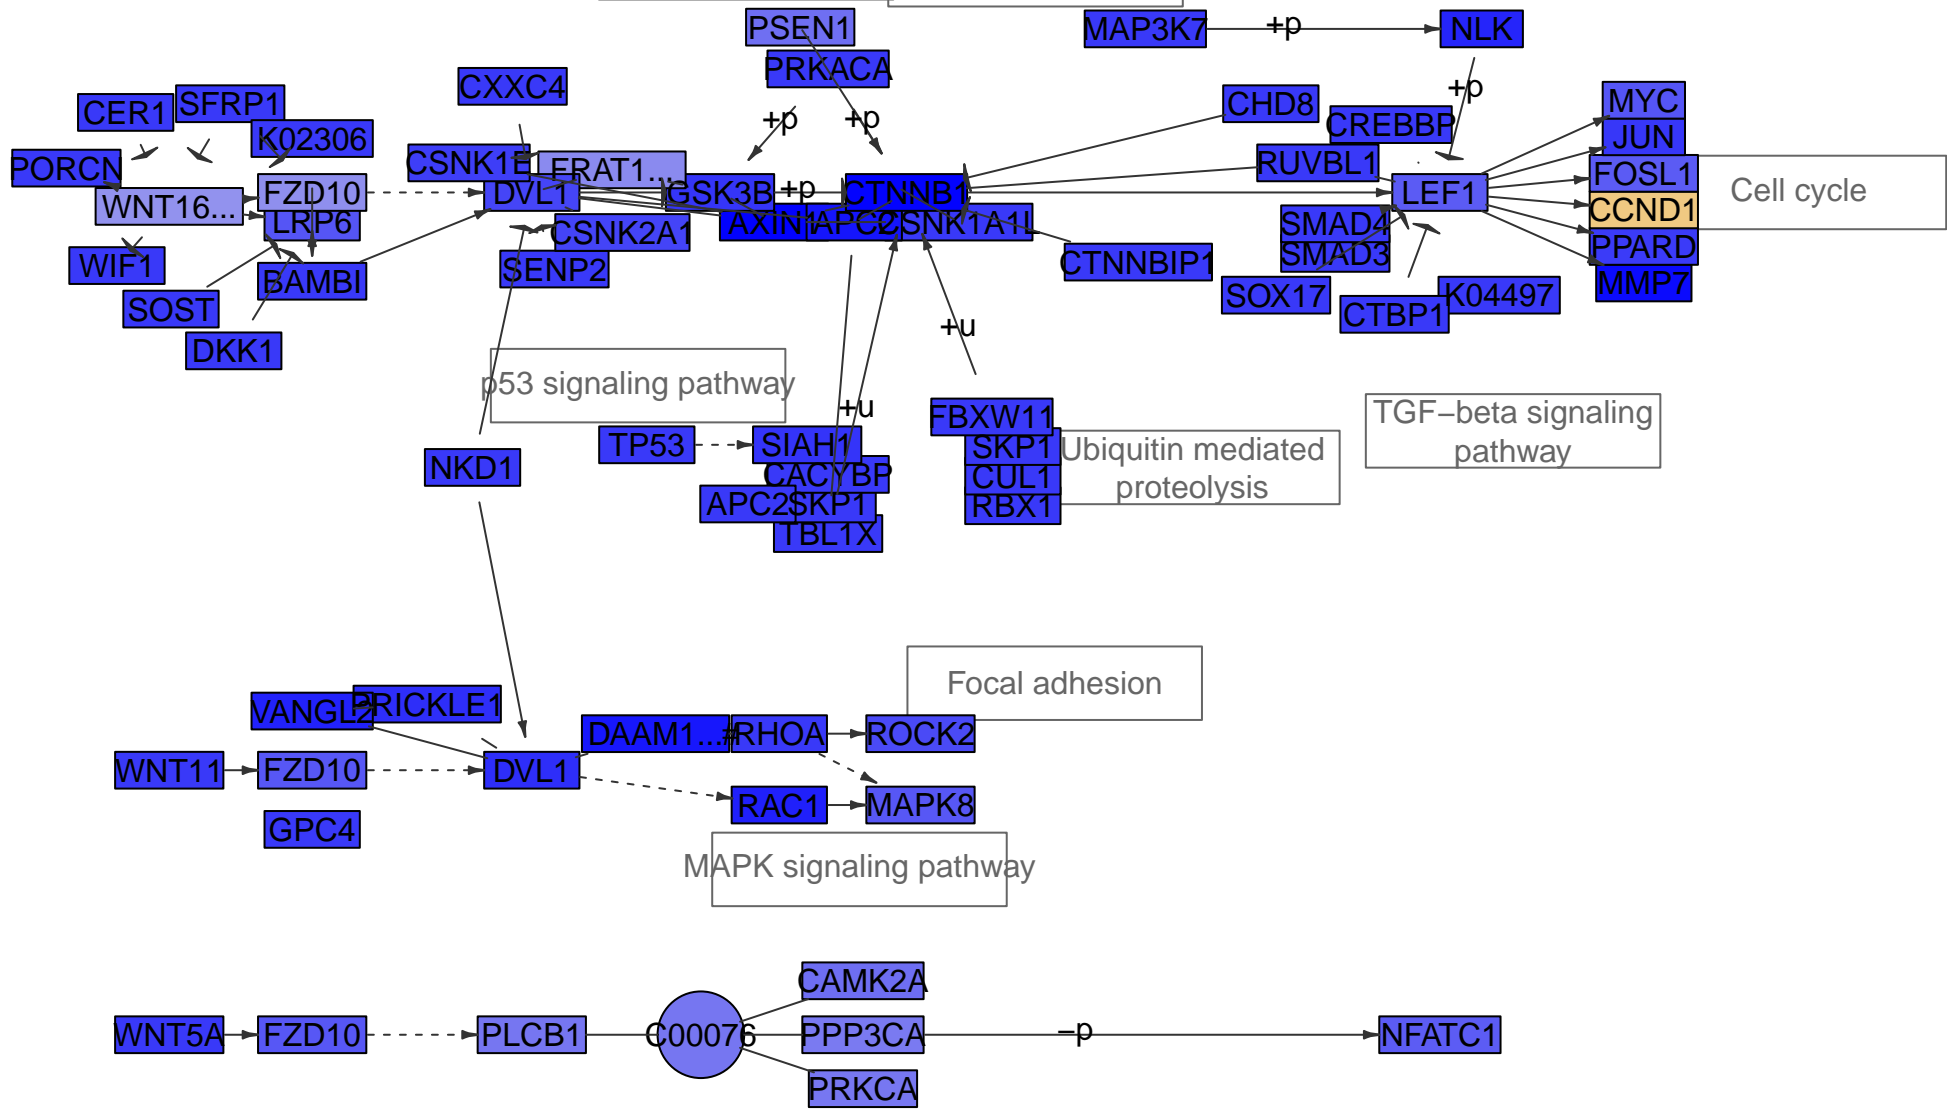 PSEN1
MAP3K7
+p
NLK
PRKACA
CXXC4
CER1
SFRP1
+p
+p
CHD8
+p
MYC
CREBBP
K02306
JUN
PORCN
CSNK1E
FRAT1...
RUVBL1
FOSL1
WNT16...
FZD10
DVL1
GSK3B
+p
CTNNB1
LEF1
Cell cycle
CCND1
LRP6
AXIN1
APC2
CSNK1A1L
SMAD4
CSNK2A1
SMAD3
PPARD
WIF1
BAMBI
SENP2
CTNNBIP1
MMP7
SOST
SOX17
K04497
CTBP1
DKK1
+u
p53 signaling pathway
+u
FBXW11
TGF−beta signaling
pathway
TP53
SIAH1
SKP1
Ubiquitin mediated
proteolysis
NKD1
CACYBP
CUL1
APC2
SKP1
RBX1
TBL1X
Focal adhesion
VANGL2
PRICKLE1
DAAM1...#
RHOA
ROCK2
WNT11
FZD10
DVL1
RAC1
MAPK8
GPC4
MAPK signaling pathway
CAMK2A
WNT5A
FZD10
PLCB1
C00076
PPP3CA
−p
NFATC1
PRKCA